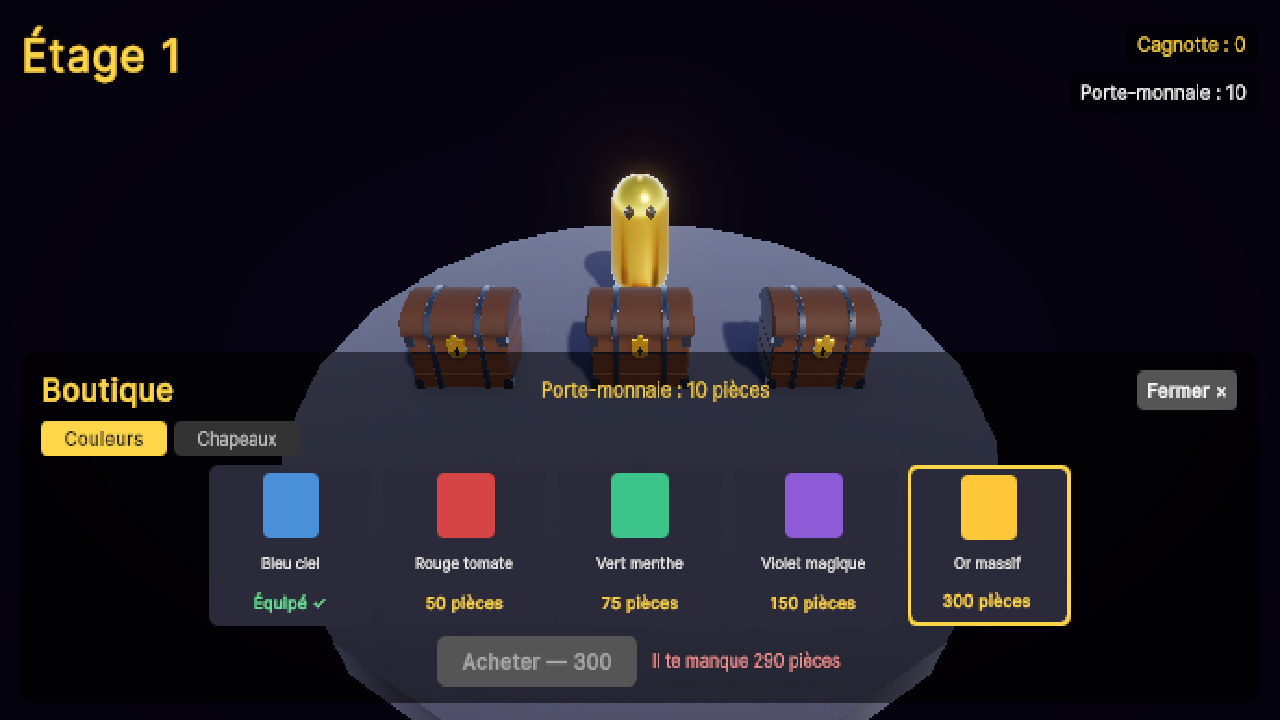 Étage 1
Cagnotte : 0
Porte-monnaie : 10
Boutique
Porte-monnaie : 10 pièces
Fermer ×
Couleurs
Chapeaux
Bleu ciel
Rouge tomate
Vert menthe
Violet magique
Or massif
Équipé ✓
50 pièces
75 pièces
150 pièces
300 pièces
Acheter — 300
Il te manque 290 pièces